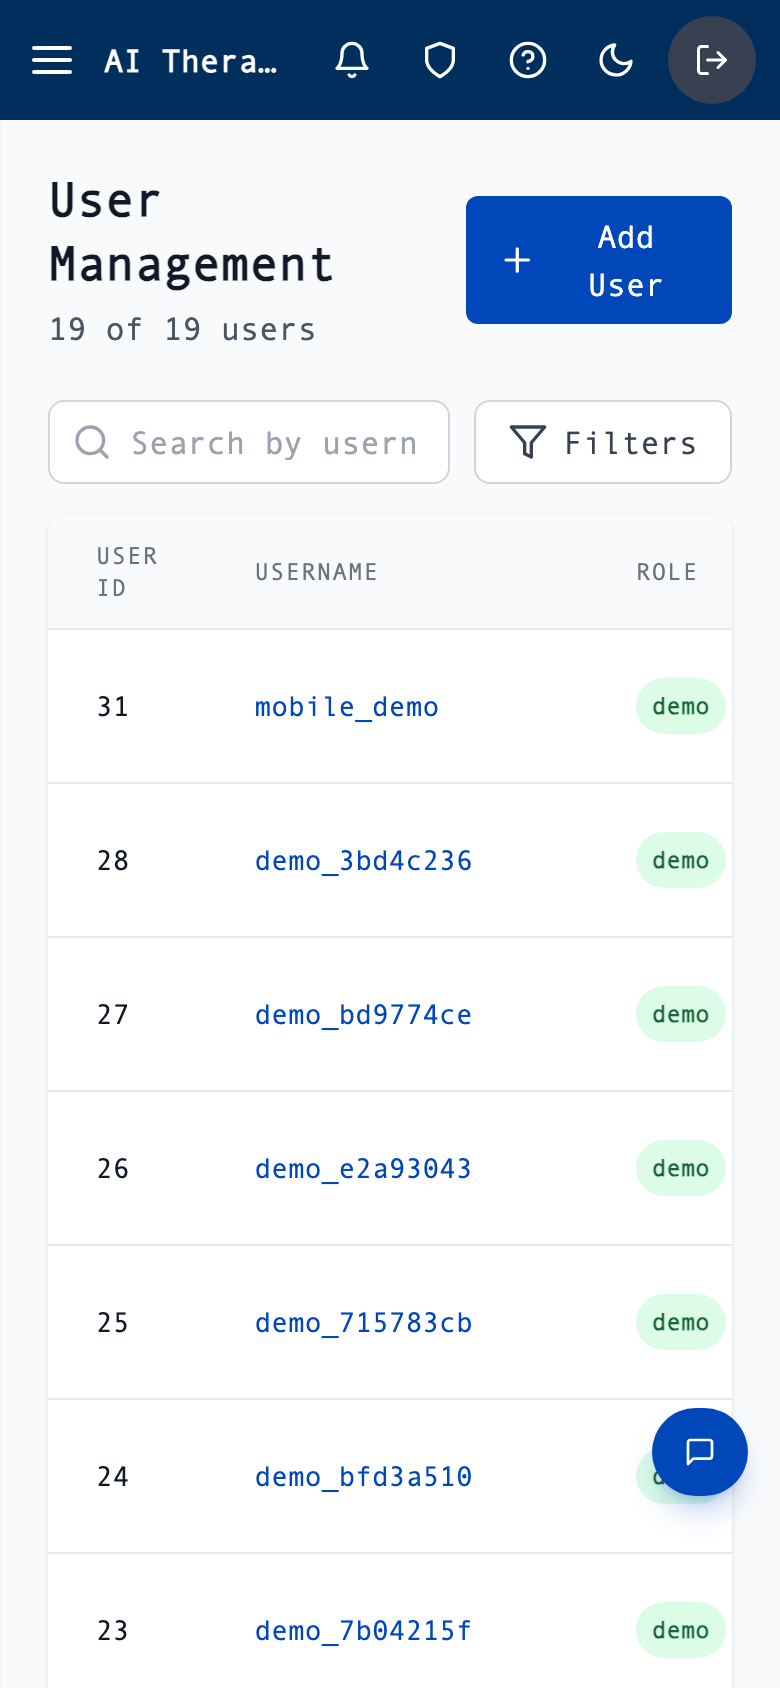 AI Thera…
User
Management
19 of 19 users
Add
User
Search by usern
Filters
USER
ID
USERNAME
ROLE
31 mobile_demo demo
28 demo_3bd4c236 demo
27 demo_bd9774ce demo
26 demo_e2a93043 demo
25 demo_715783cb demo
24 demo_bfd3a510
23 demo_7b04215f demo